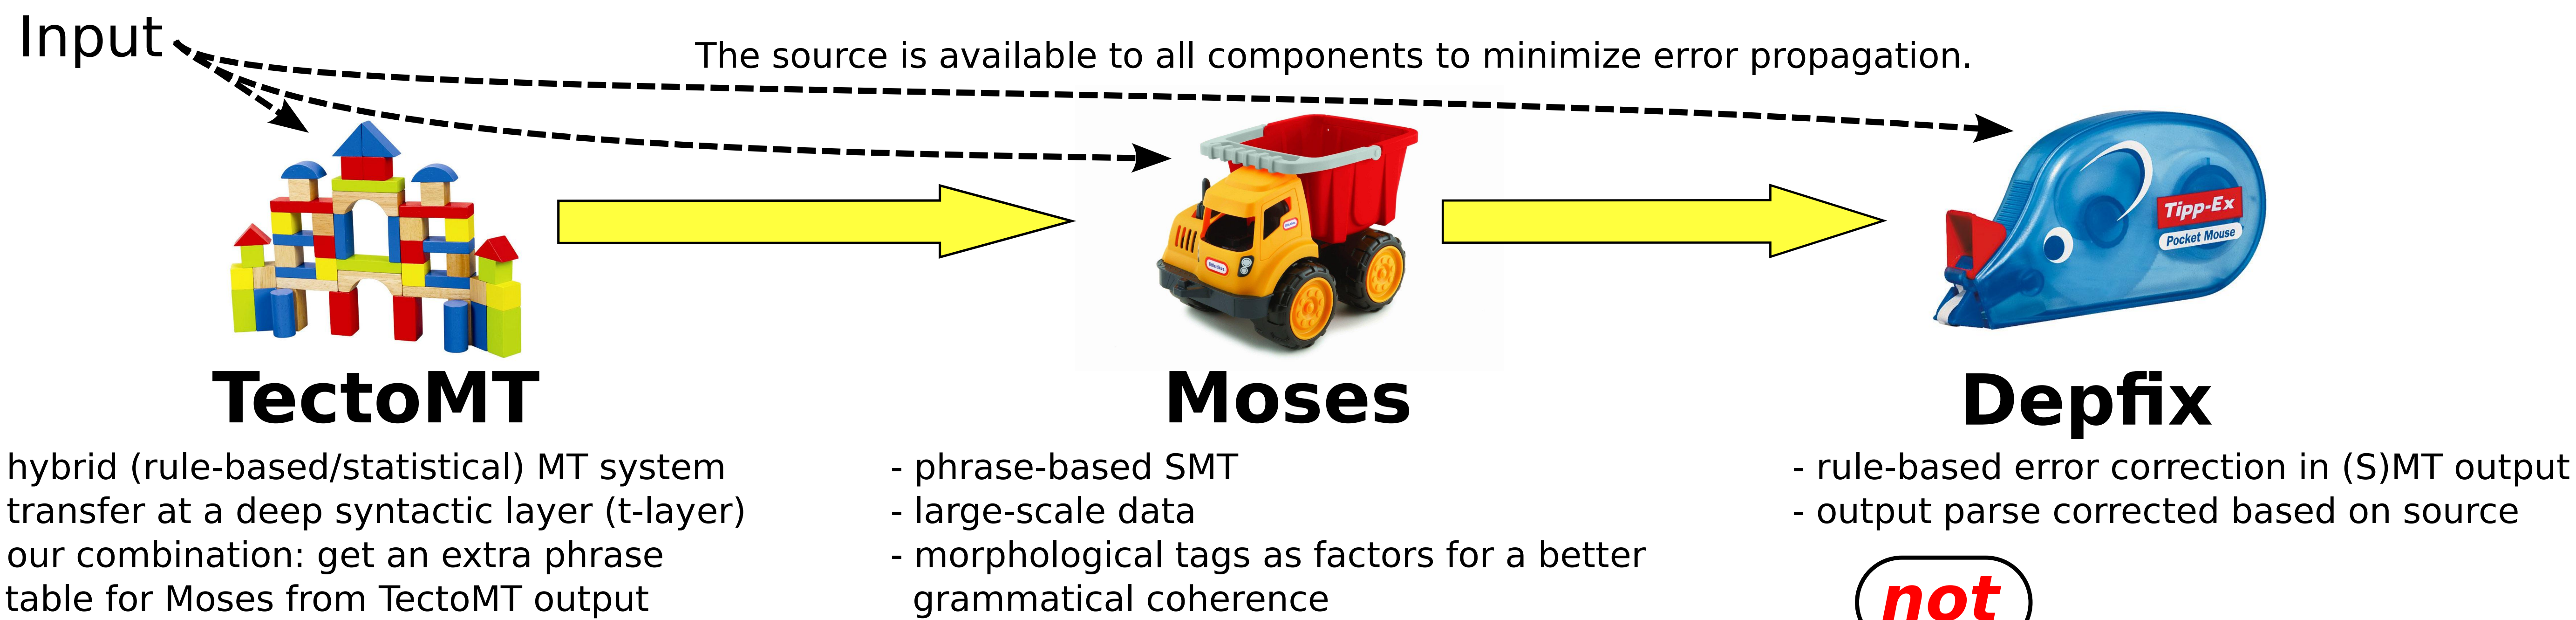 Input
The source is available to all components to minimize error propagation.
Tipp-Ex
Pocket Mouse
TectoMT
Moses
Depfix
hybrid (rule-based/statistical) MT system
transfer at a deep syntactic layer (t-layer)
our combination: get an extra phrase
table for Moses from TectoMT output
- phrase-based SMT
- large-scale data
- morphological tags as factors for a better
grammatical coherence
- rule-based error correction in (S)MT output
- output parse corrected based on source
not